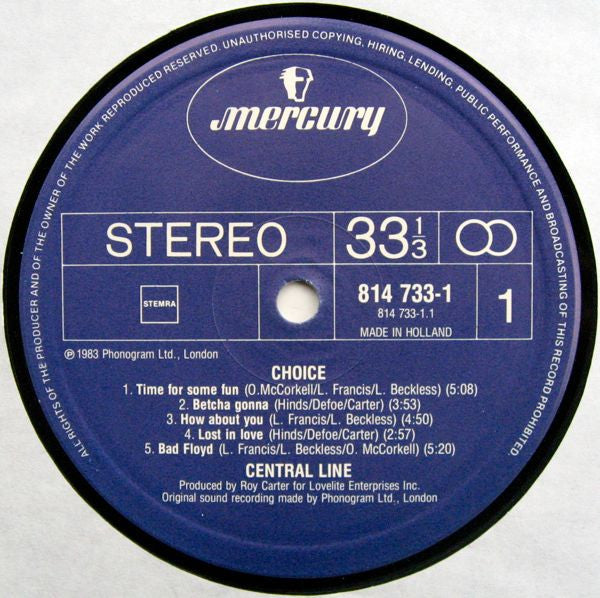 ALL RIGHTS OF THE PRODUCER AND OF THE OWNER OF THE WORK REPRODUCED RESERVED. UNAUTHORISED COPYING, HIRING, LENDING, PUBLIC PERFORMANCE AND BROADCASTING OF THIS RECORD PROHIBITED.
mercury
STEREO
33 1/3
STEMRA
814 733-1
814 733-1.1
MADE IN HOLLAND
1
℗ 1983 Phonogram Ltd., London
CHOICE
1. Time for some fun (O.McCorkell/L. Francis/L. Beckless) (5:08)
2. Betcha gonna (Hinds/Defoe/Carter) (3:53)
3. How about you (L. Francis/L. Beckless) (4:50)
4. Lost in love (Hinds/Defoe/Carter) (2:57)
5. Bad Floyd (L. Francis/L. Beckless/O. McCorkell) (5:20)
CENTRAL LINE
Produced by Roy Carter for Lovelite Enterprises Inc.
Original sound recording made by Phonogram Ltd., London